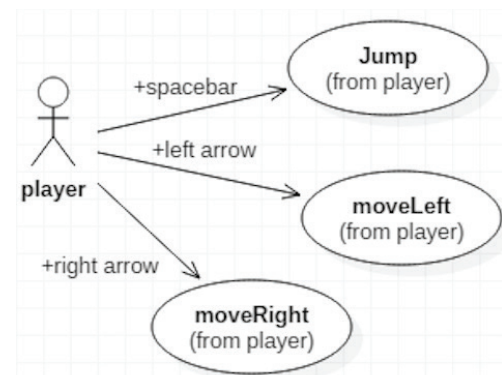 Jump
(from player)
+spacebar
+left arrow
player
moveLeft
(from player)
+right arrow
moveRight
(from player)